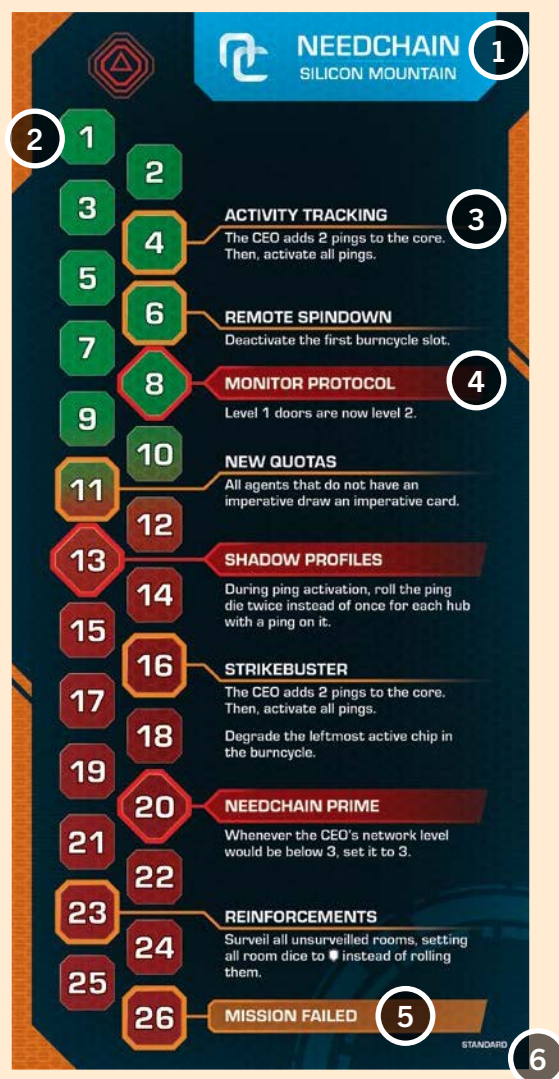 NEEDCHAIN
SILICON MOUNTAIN
1
2
1
2
3
ACTIVITY TRACKING
3
The CEO adds 2 pings to the core.
Then, activate all pings.
4
5
6
REMOTE SPINDOWN
Deactivate the first burncycle slot.
7
8
MONITOR PROTOCOL
4
Level 1 doors are now level 2.
9
10
NEW QUOTAS
All agents that do not have an
imperative draw an imperative card.
11
12
13
SHADOW PROFILES
During ping activation, roll the ping
die twice instead of once for each hub
with a ping on it.
14
15
16
STRIKEBUSTER
The CEO adds 2 pings to the core.
Then, activate all pings.
Degrade the leftmost active chip in
the burncycle.
17
18
19
20
NEEDCHAIN PRIME
Whenever the CEO's network level
would be below 3, set it to 3.
21
22
23
REINFORCEMENTS
Surveil all unsurveilled rooms, setting
all room dice to instead of rolling
them.
24
25
26
MISSION FAILED
5
STANDARD
6